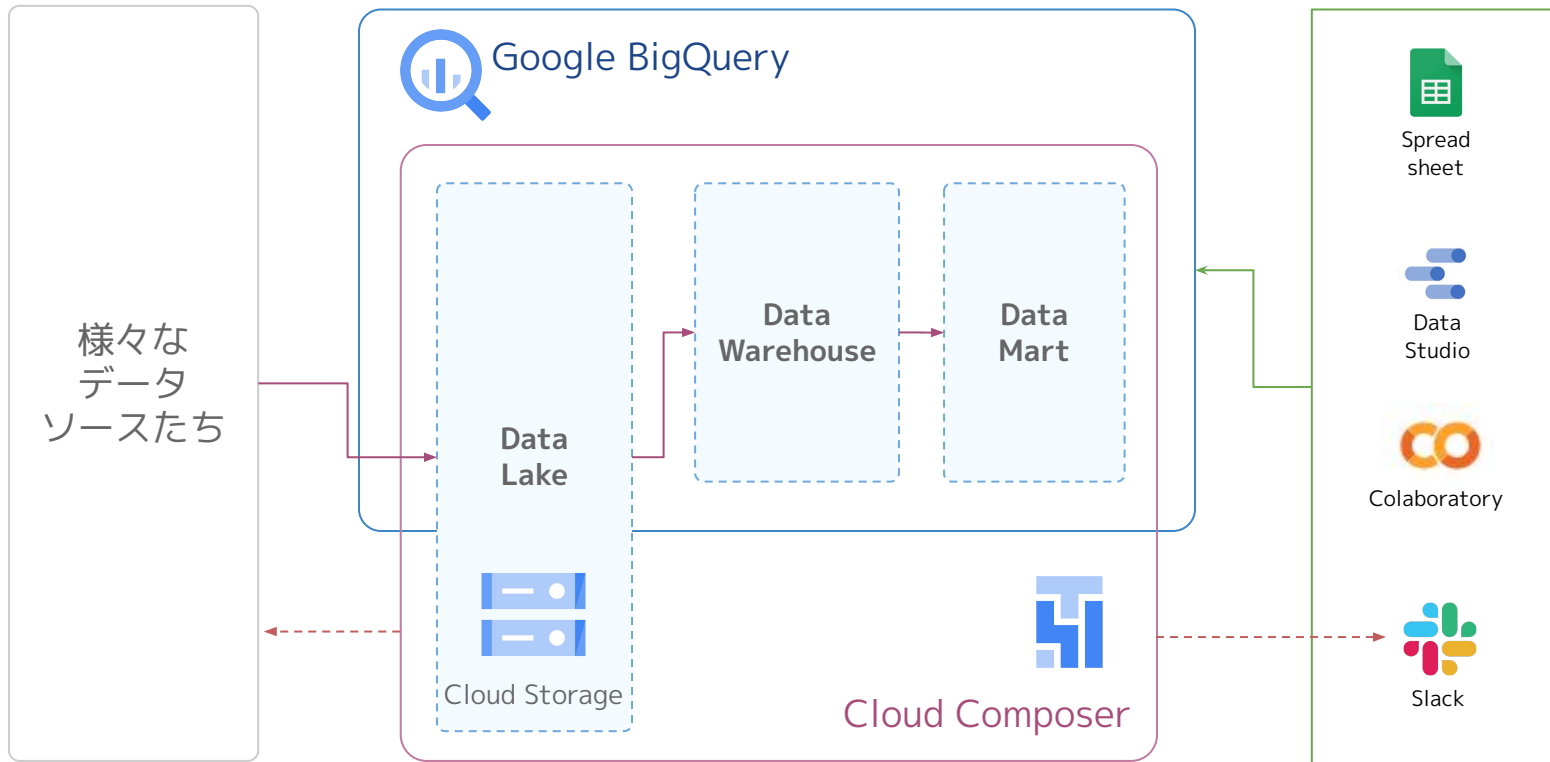 様々な
データ
ソースたち
Google BigQuery
Data
Lake
Cloud Storage
Data
Warehouse
Data
Mart
Cloud Composer
Spread
sheet
Data
Studio
Colaboratory
Slack